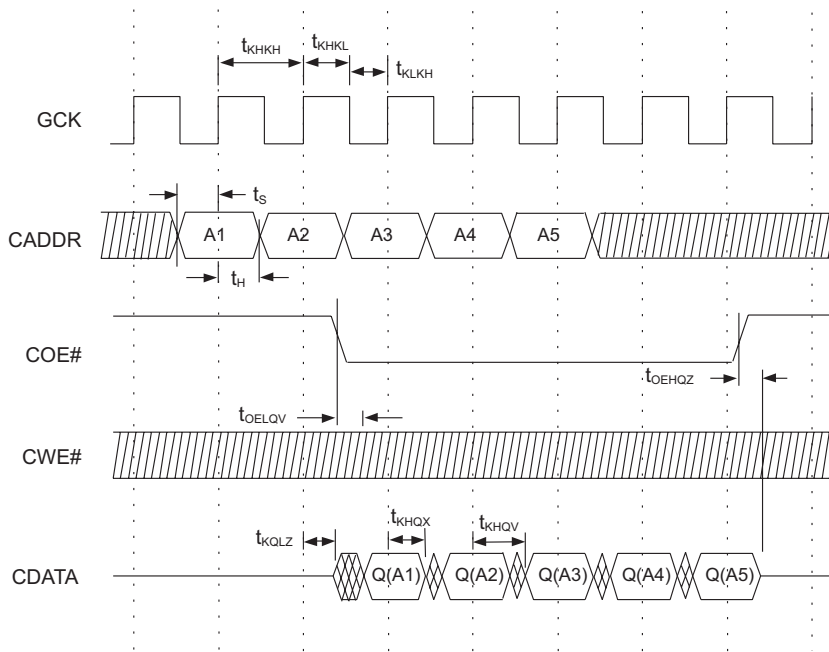 tKHKH tKHKL
tKLKH
GCK
tS
CADDR A1 A2 A3 A4 A5
tH
COE#
tOEHQZ
tOELQV
CWE#
tKHQX tKHQV
tKQLZ
CDATA Q(A1) Q(A2) Q(A3) Q(A4) Q(A5)